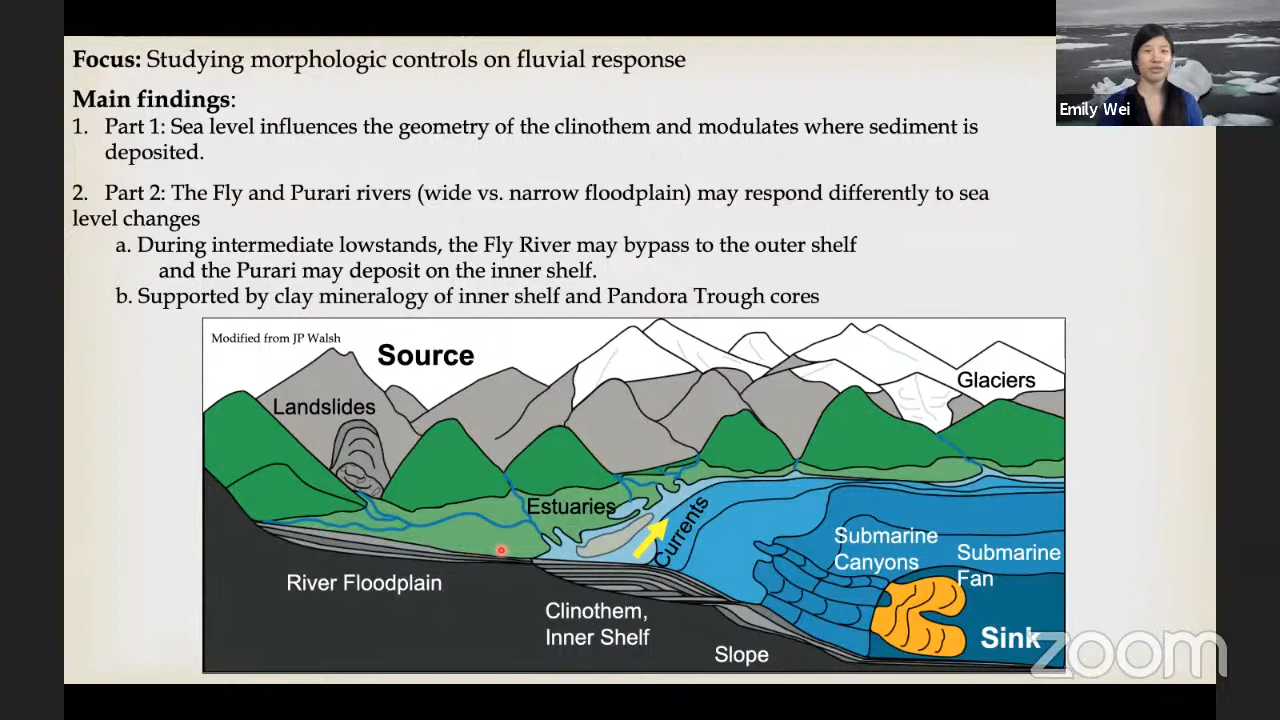 Focus: Studying morphologic controls on fluvial response
Main findings:
1. Part 1: Sea level influences the geometry of the clinothem and modulates where sediment is
deposited.
2. Part 2: The Fly and Purari rivers (wide vs. narrow floodplain) may respond differently to sea
level changes
a. During intermediate lowstands, the Fly River may bypass to the outer shelf
and the Purari may deposit on the inner shelf.
b. Supported by clay mineralogy of inner shelf and Pandora Trough cores
Emily Wei
Modified from JP Walsh
Source
Glaciers
Landslides
Estuaries
Currents
Submarine
Canyons
Submarine
Fan
River Floodplain
Clinothem,
Inner Shelf
Slope
Sink
zoom